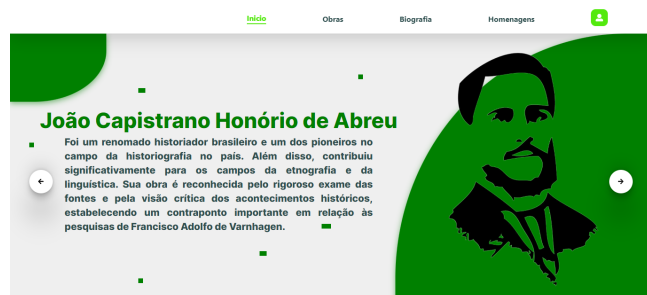 Início Obras Biografia Homenagens
João Capistrano Honório de Abreu
Foi um renomado historiador brasileiro e um dos pioneiros no
campo da historiografia no país. Além disso, contribuiu
significativamente para os campos da etnografia e da
linguística. Sua obra é reconhecida pelo rigoroso exame das
fontes e pela visão crítica dos acontecimentos históricos,
estabelecendo um contraponto importante em relação às
pesquisas de Francisco Adolfo de Varnhagen.